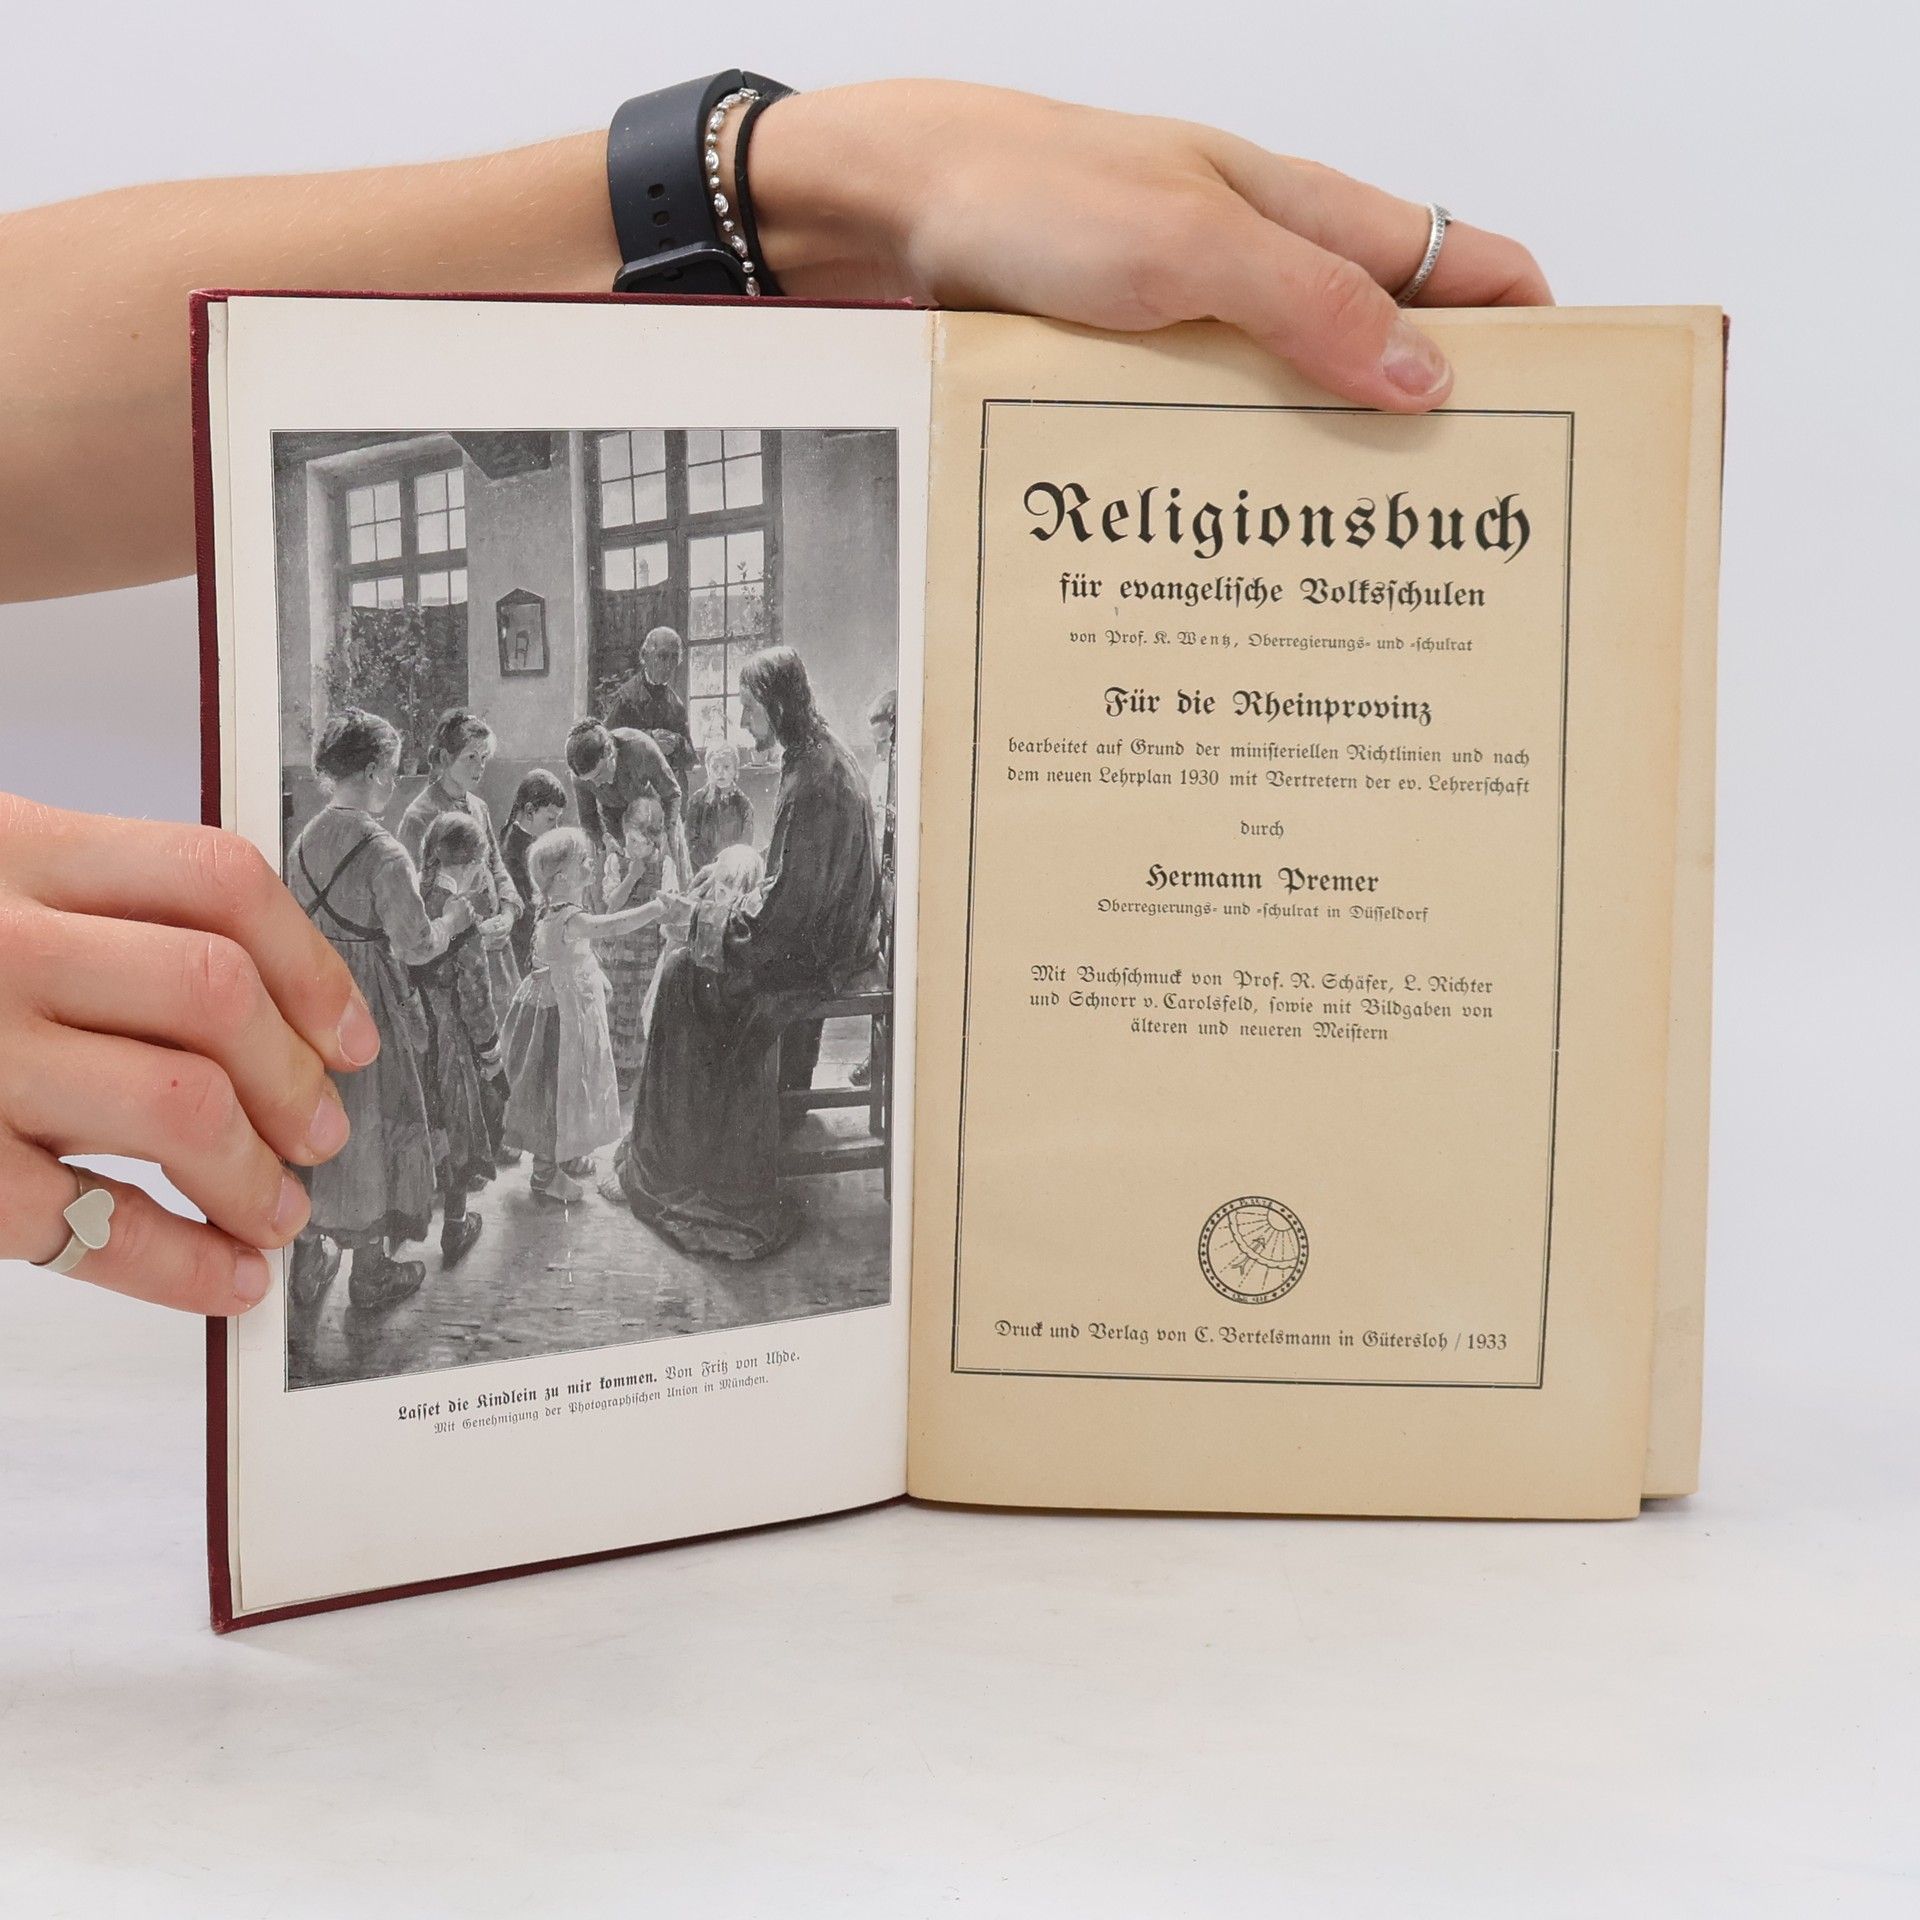 Lasset die Kindlein zu mir kommen. Von Fritz von Uhde.
Mit Genehmigung der Photographischen Union in München.
Religionsbuch
für evangelische Volksschulen
von Prof. K. Wentz, Oberregierungs- und -schulrat
Für die Rheinprovinz
bearbeitet auf Grund der ministeriellen Richtlinien und nach
dem neuen Lehrplan 1930 mit Vertretern der ev. Lehrerschaft
durch
Hermann Premer
Oberregierungs- und -schulrat in Düsseldorf
Mit Buchschmuck von Prof. R. Schäfer, L. Richter
und Schnorr v. Carolsfeld, sowie mit Bildgaben von
älteren und neueren Meistern
Druck und Verlag von C. Bertelsmann in Gütersloh / 1933